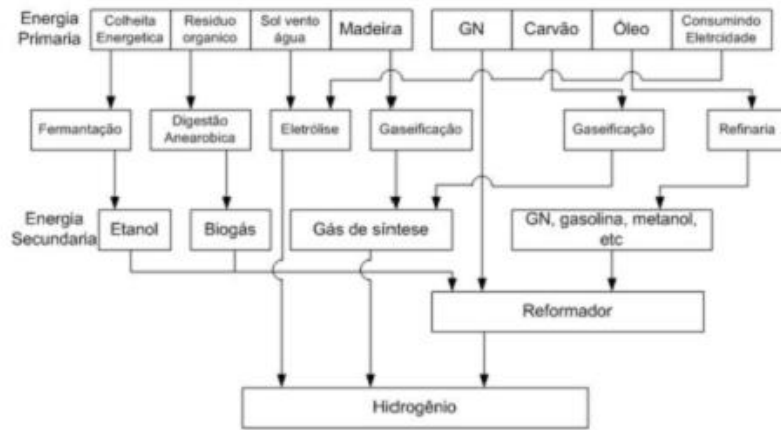 Energia
Primaria
Colheita
Energetica
Residuo
organico
Sol vento
água
Madeira
GN
Carvão
Óleo
Consumindo
Eletrcidade
Fermantação
Digestão
Anearobica
Eletrólise
Gaseificação
Gaseificação
Refinaria
Energia
Secundaria
Etanol
Biogás
Gás de síntese
GN, gasolina, metanol,
etc
Reformador
Hidrogênio